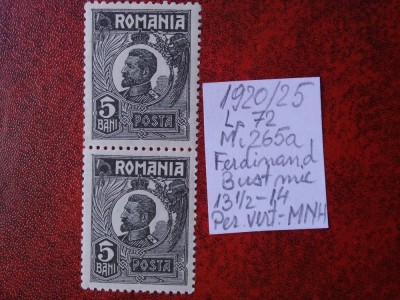 ROMANIA
5
BANI
POSTA
ROMANIA
5
BANI
POSTA
1920/25
LP 72
Mi 265a
Ferdinand
Bust mic
13 1/2-14
Per. vert-MNH